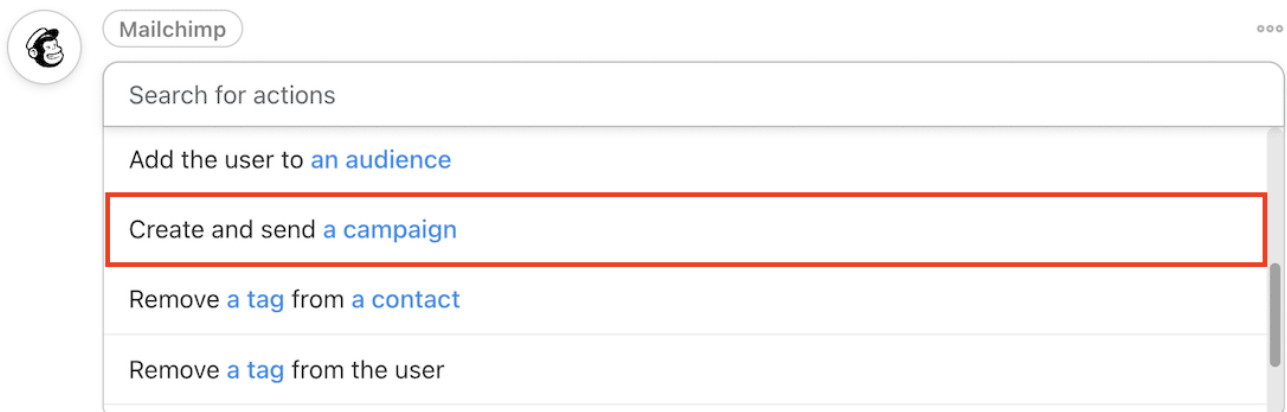 Mailchimp
Search for actions
Add the user to an audience
Create and send a campaign
Remove a tag from a contact
Remove a tag from the user